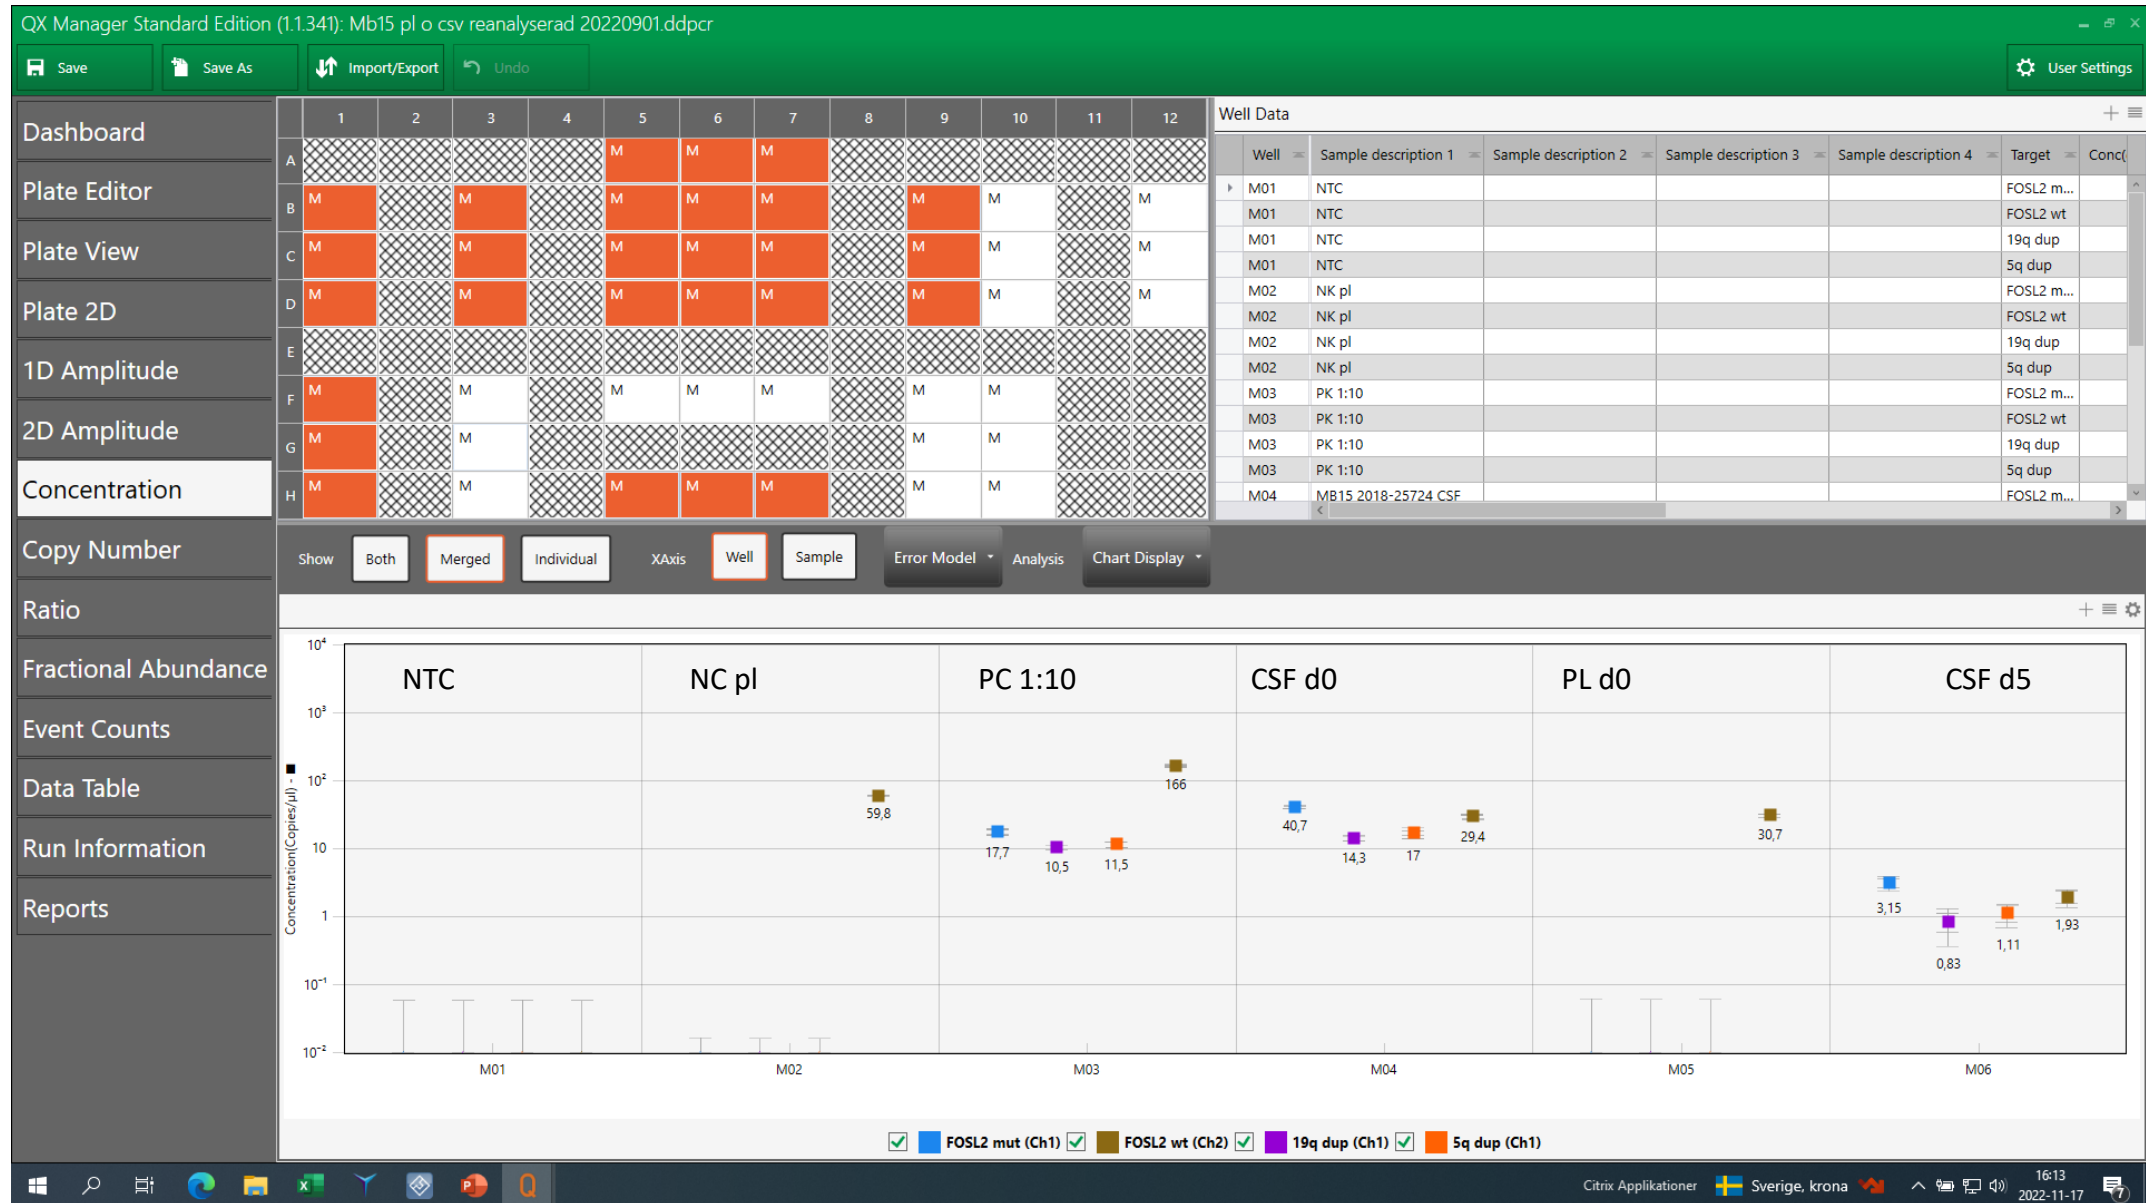 QX Manager Standard Edition (1.1.341): Mb15 pl o csv reanalyserad 20220901.ddpcr
Save
Save As
Import/Export
Undo
User Settings
Dashboard
Plate Editor
Plate View
Plate 2D
1D Amplitude
2D Amplitude
Concentration
Copy Number
Ratio
Fractional Abundance
Event Counts
Data Table
Run Information
Reports
1 2 3 4 5 6 7 8 9 10 11 12
A M M M
B M M M M M M M M
C M M M M M M M
D M M M M M M M M
E
F M M M M M M M
G M M M M
H M M M M M M M
Well Data
Well Sample description 1 Sample description 2 Sample description 3 Sample description 4 Target Conc(
M01 NTC FOSL2 m...
M01 NTC FOSL2 wt
M01 NTC 19q dup
M01 NTC 5q dup
M02 NK pl FOSL2 m...
M02 NK pl FOSL2 wt
M02 NK pl 19q dup
M02 NK pl 5q dup
M03 PK 1:10 FOSL2 m...
M03 PK 1:10 FOSL2 wt
M03 PK 1:10 19q dup
M03 PK 1:10 5q dup
M04 MB15 2018-25724 CSF FOSL2 m...
Show Both Merged Individual XAxis Well Sample Error Model Analysis Chart Display
Concentration(Copies/µl) - ■
10⁴
10³
10²
10
1
10⁻¹
10⁻²
NTC NC pl PC 1:10 CSF d0 PL d0 CSF d5
59,8
17,7 10,5 11,5 166
40,7 14,3 17 29,4
30,7
3,15 0,83 1,11 1,93
M01 M02 M03 M04 M05 M06
FOSL2 mut (Ch1) FOSL2 wt (Ch2) 19q dup (Ch1) 5q dup (Ch1)
Citrix Applikationer
Sverige, krona
16:13
2022-11-17
7